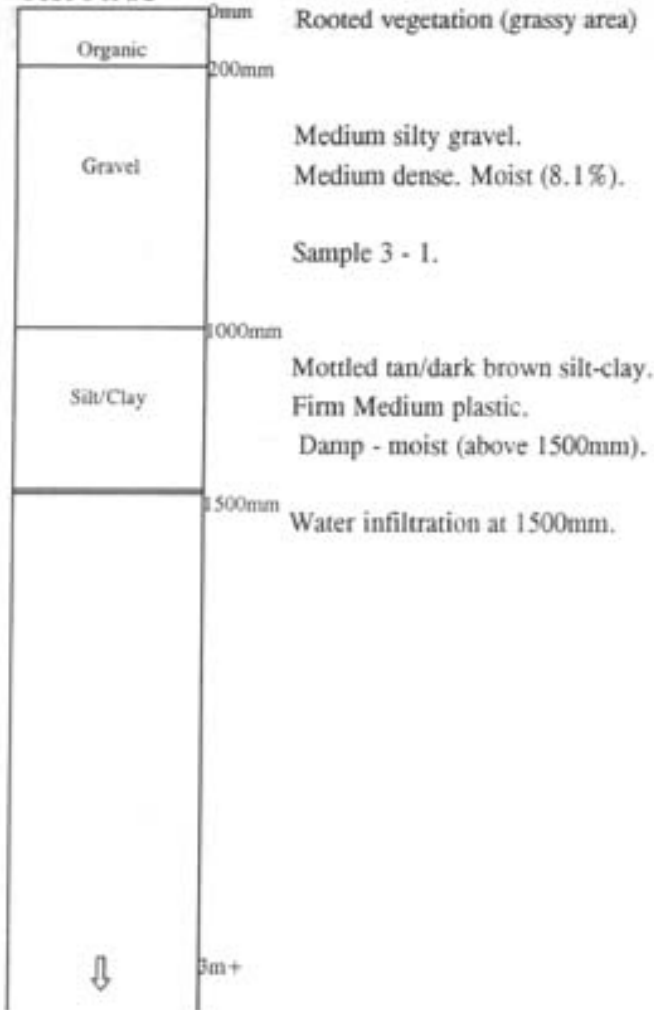 0mm
Rooted vegetation (grassy area)
Organic
200mm
Medium silty gravel.
Gravel
Medium dense. Moist (8.1%).
Sample 3 - 1.
1000mm
Mottled tan/dark brown silt-clay.
Silt/Clay
Firm Medium plastic.
Damp - moist (above 1500mm).
1500mm
Water infiltration at 1500mm.
3m+